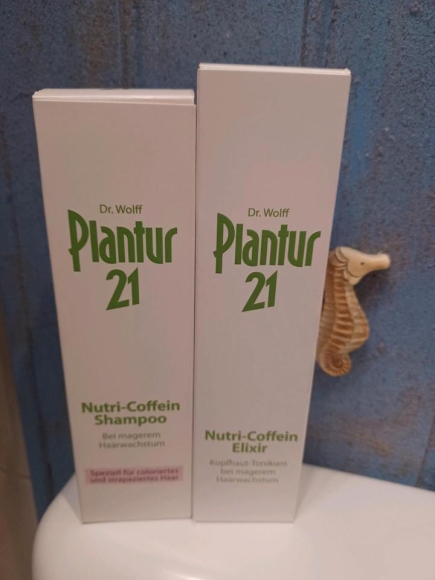 Dr. Wolff
Plantur
21
Nutri-Coffein
Shampoo
Bei magerem
Haarwachstum
Speziell für coloriertes
und strapaziertes Haar
Dr. Wolff
Plantur
21
Nutri-Coffein
Elixir
Kopfhaut-Tonikum
bei magerem
Haarwachstum